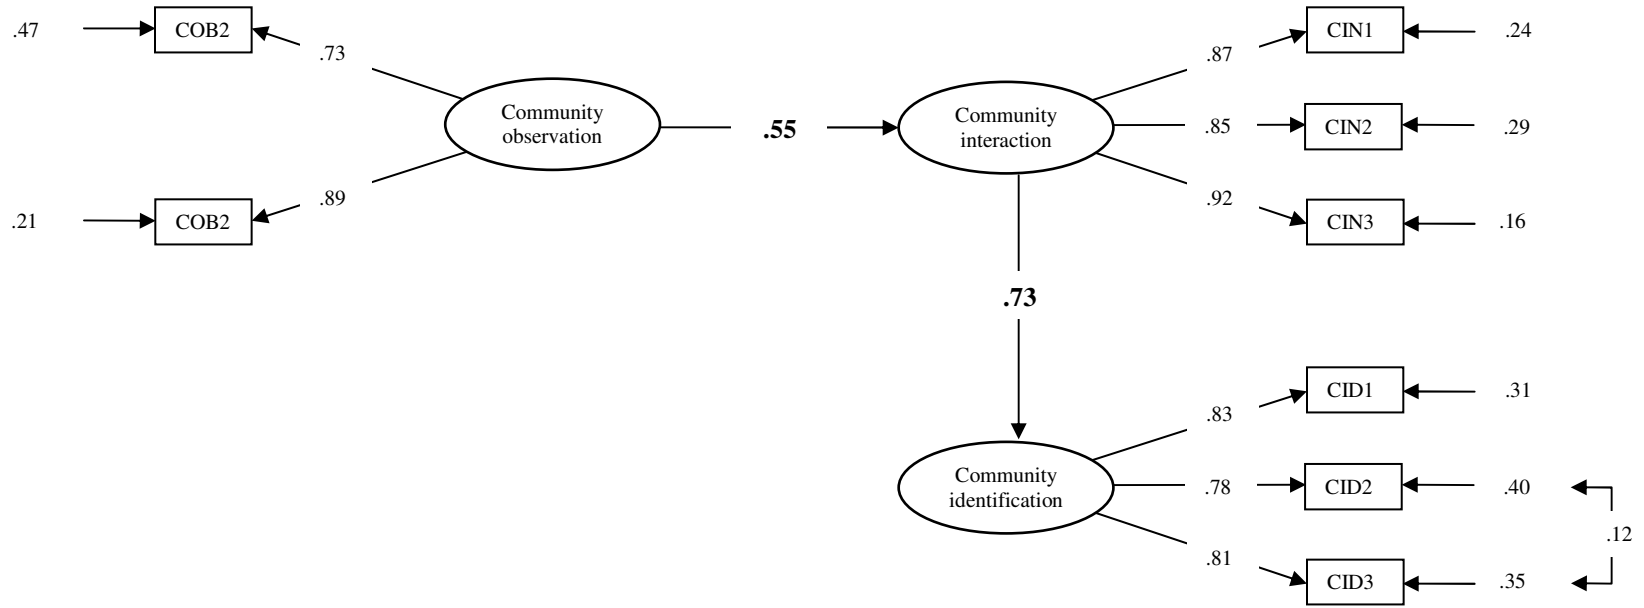 .47
COB2
.73
Community
observation
.89
.21
COB2
.55
Community
interaction
.87
CIN1
.24
.85
CIN2
.29
.92
CIN3
.16
.73
Community
identification
.83
CID1
.31
.78
CID2
.40
.12
.81
CID3
.35